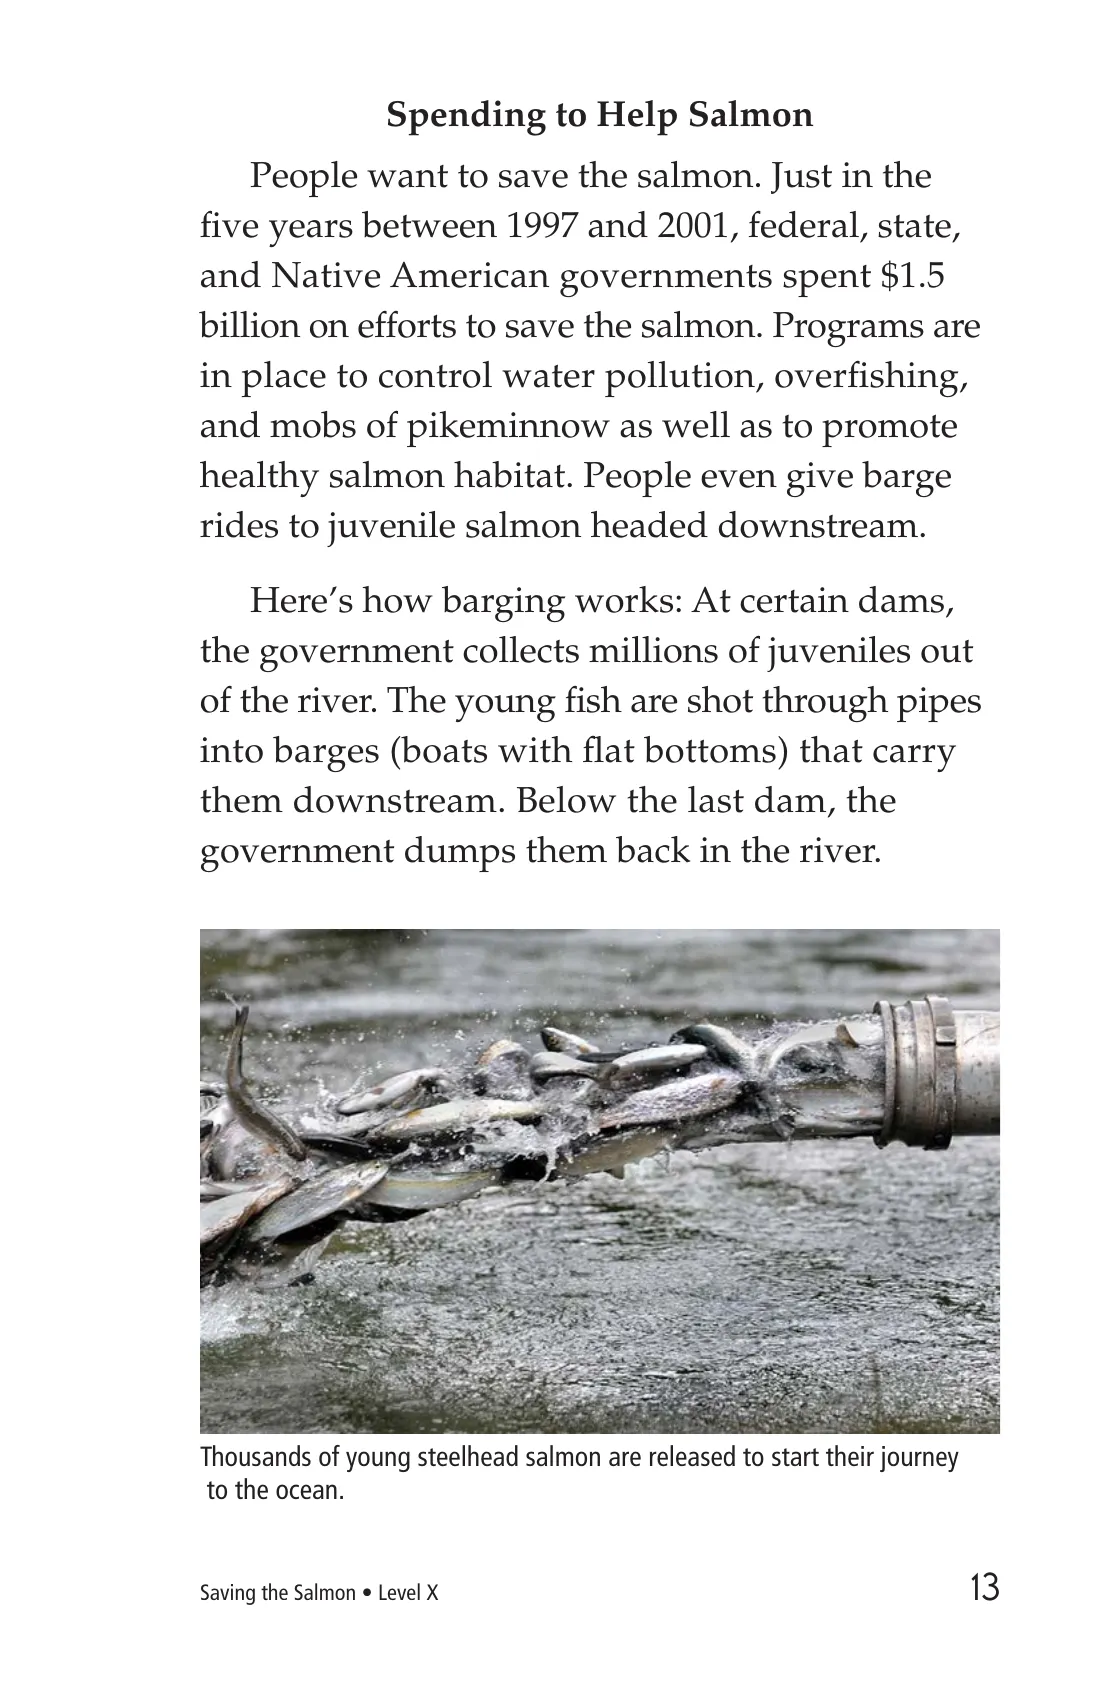 Spending to Help Salmon
People want to save the salmon. Just in the
five years between 1997 and 2001, federal, state,
and Native American governments spent $1.5
billion on efforts to save the salmon. Programs are
in place to control water pollution, overfishing,
and mobs of pikeminnow as well as to promote
healthy salmon habitat. People even give barge
rides to juvenile salmon headed downstream.
Here’s how barging works: At certain dams,
the government collects millions of juveniles out
of the river. The young fish are shot through pipes
into barges (boats with flat bottoms) that carry
them downstream. Below the last dam, the
government dumps them back in the river.
Thousands of young steelhead salmon are released to start their journey
to the ocean.
Saving the Salmon • Level X
13